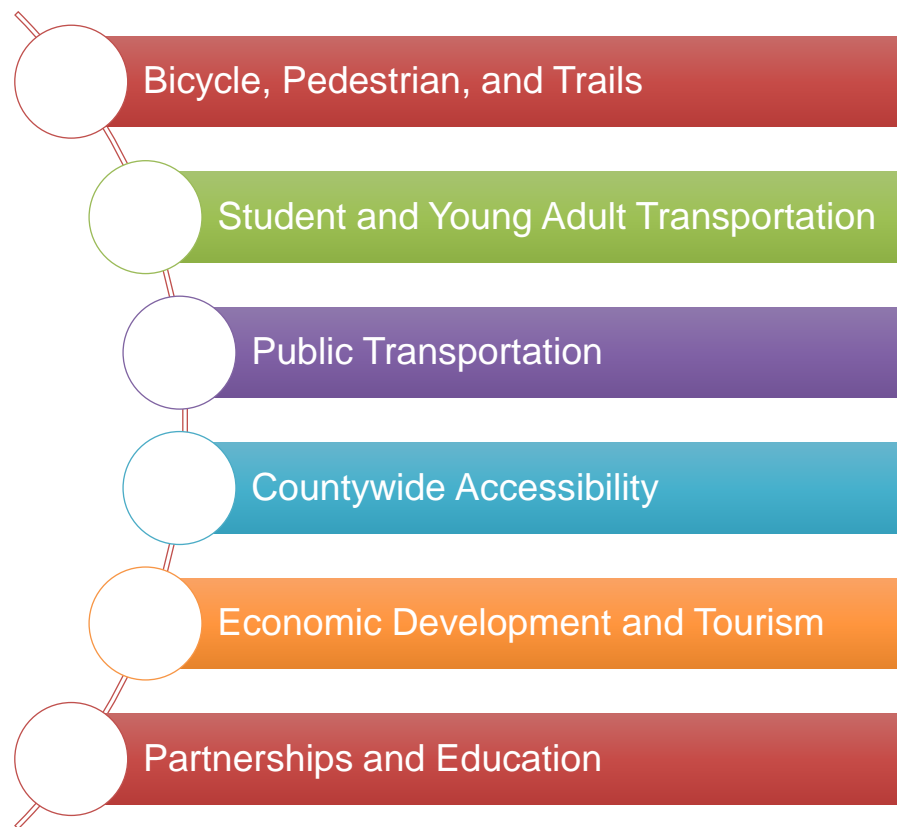 Bicycle, Pedestrian, and Trails
Student and Young Adult Transportation
Public Transportation
Countywide Accessibility
Economic Development and Tourism
Partnerships and Education